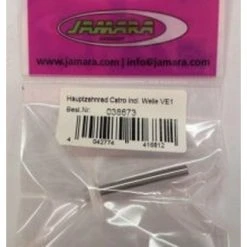 JAMARA
www.jamara.com | info@jamara.com
Hauptzahnrad Catro Incl. Welle VE1
Best.Nr. 038673
4 042774 416812